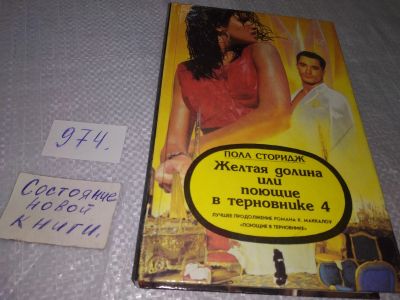 974.
Состояние
новой
книги.
ПОЛА СТОРИДЖ
Желтая долина
или
поющие
в терновнике 4
ЛУЧШЕЕ ПРОДОЛЖЕНИЕ РОМАНА К. МАККАЛОУ
«ПОЮЩИЕ В ТЕРНОВНИКЕ»